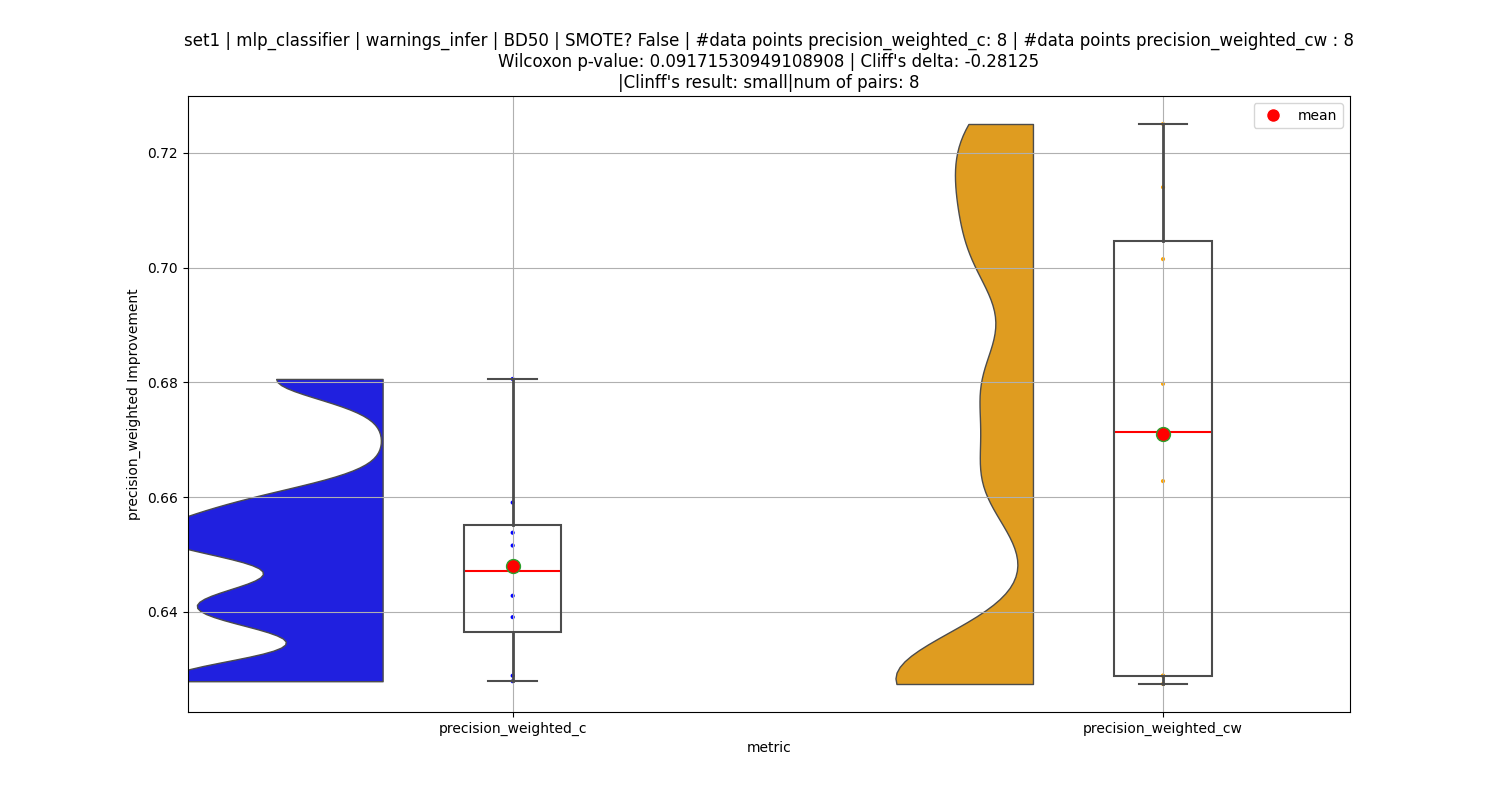 set1 | mlp_classifier | warnings_infer | BD50 | SMOTE? False | #data points precision_weighted_c: 8 | #data points precision_weighted_cw : 8
Wilcoxon p-value: 0.09171530949108908 | Cliff's delta: -0.28125
|Clinff's result: small|num of pairs: 8
mean
0.72
0.70
0.68
0.66
0.64
precision_weighted Improvement
precision_weighted_c
precision_weighted_cw
metric